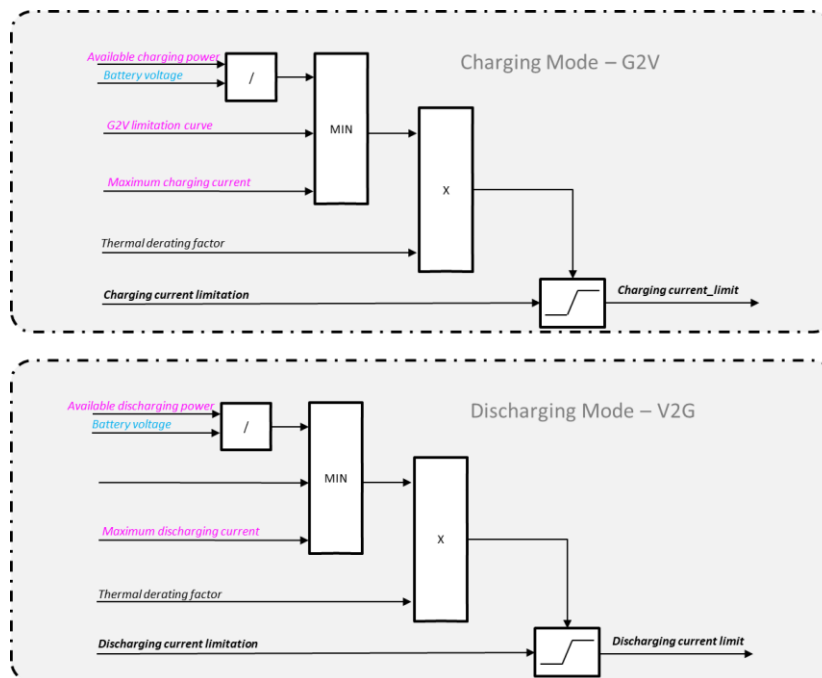 Available charging power
Battery voltage
/
Charging Mode – G2V
G2V limitation curve
MIN
Maximum charging current
X
Thermal derating factor
Charging current limitation
Charging current_limit
Available discharging power
Battery voltage
/
Discharging Mode – V2G
MIN
Maximum discharging current
X
Thermal derating factor
Discharging current limitation
Discharging current limit